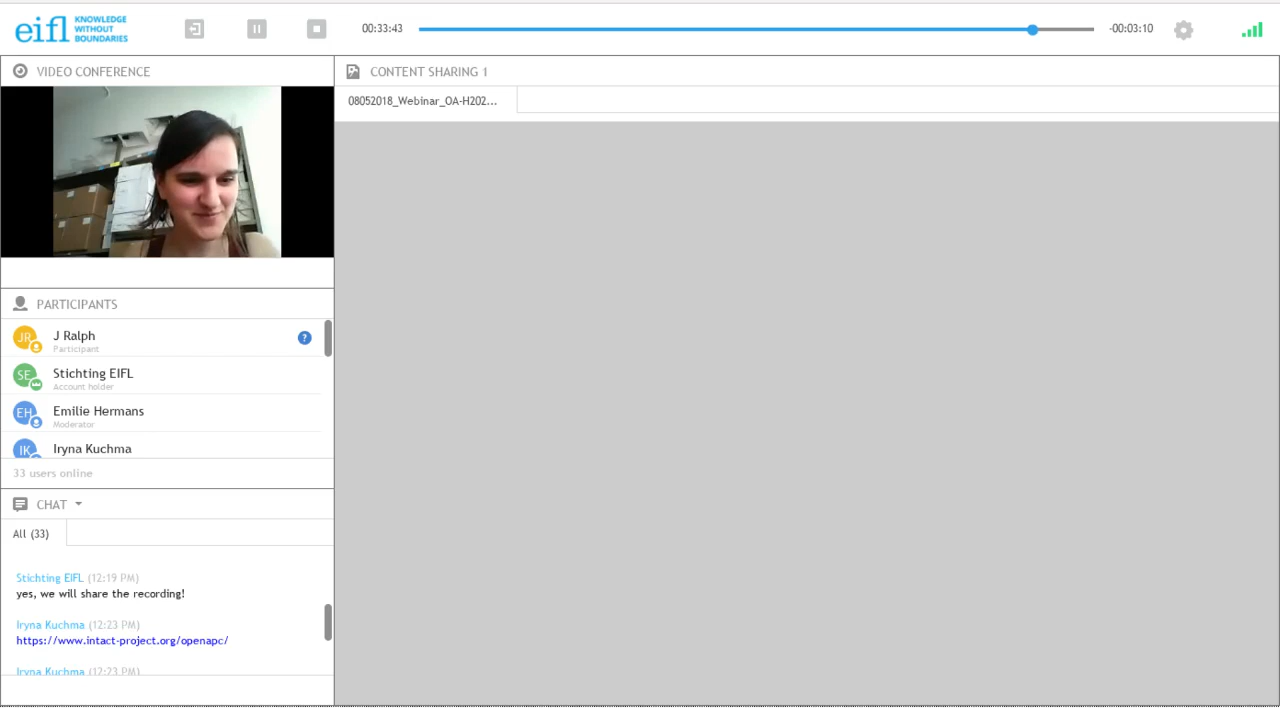 eifl KNOWLEDGE
WITHOUT
BOUNDARIES
00:33:43
-00:03:10
VIDEO CONFERENCE
CONTENT SHARING 1
08052018_Webinar_OA-H202...
PARTICIPANTS
JR J Ralph
Participant
?
SE Stichting EIFL
Account holder
EH Emilie Hermans
Moderator
IK Iryna Kuchma
33 users online
CHAT
All (33)
Stichting EIFL (12:19 PM)
yes, we will share the recording!
Iryna Kuchma (12:23 PM)
https://www.intact-project.org/openapc/
Iryna Kuchma (12:23 PM)